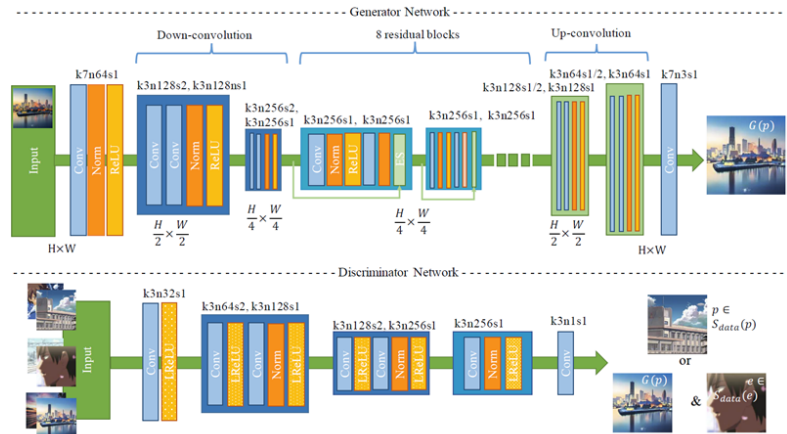 Generator Network
Down-convolution
8 residual blocks
Up-convolution
k7n64s1
k3n128s2, k3n128ns1
k3n256s2,
k3n256s1
k3n256s1, k3n256s1
k3n256s1, k3n256s1
k3n128s1/2, k3n128s1
k3n64s1/2, k3n64s1
k7n3s1
Input
Conv
Norm
ReLU
Conv
Conv
Norm
ReLU
Conv
Norm
ReLU
ES
Conv
G(p)
H×W
H/2 × W/2
H/4 × W/4
H/4 × W/4
H/2 × W/2
H×W
Discriminator Network
Input
k3n32s1
Conv
LReLU
k3n64s2, k3n128s1
Conv
LReLU
Conv
Norm
LReLU
k3n128s2, k3n256s1
Conv
LReLU
Conv
Norm
LReLU
k3n256s1
Conv
Norm
LReLU
k3n1s1
Conv
p ∈
S_data(p)
or
G(p)
&
e ∈
S_data(e)